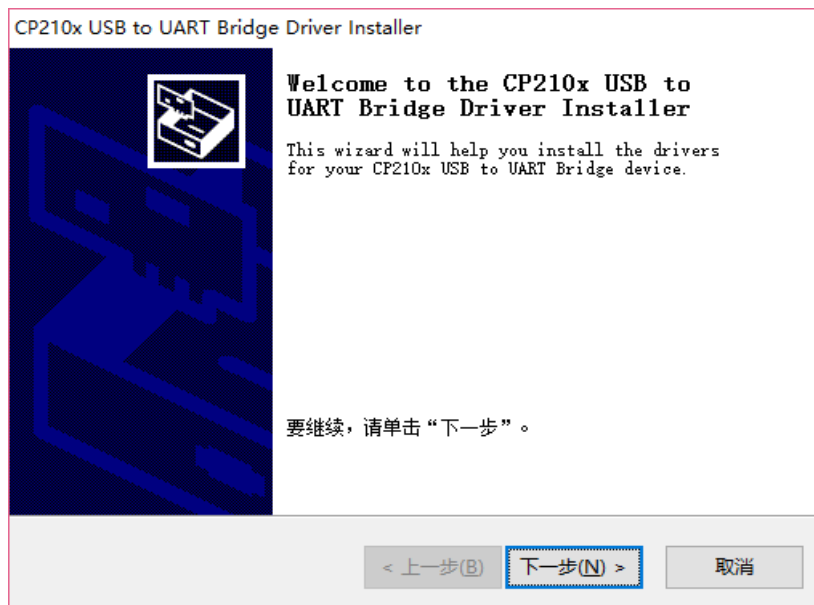 CP210x USB to UART Bridge Driver Installer
Welcome to the CP210x USB to
UART Bridge Driver Installer
This wizard will help you install the drivers
for your CP210x USB to UART Bridge device.
要继续，请单击“下一步”。
< 上一步(B)
下一步(N) >
取消